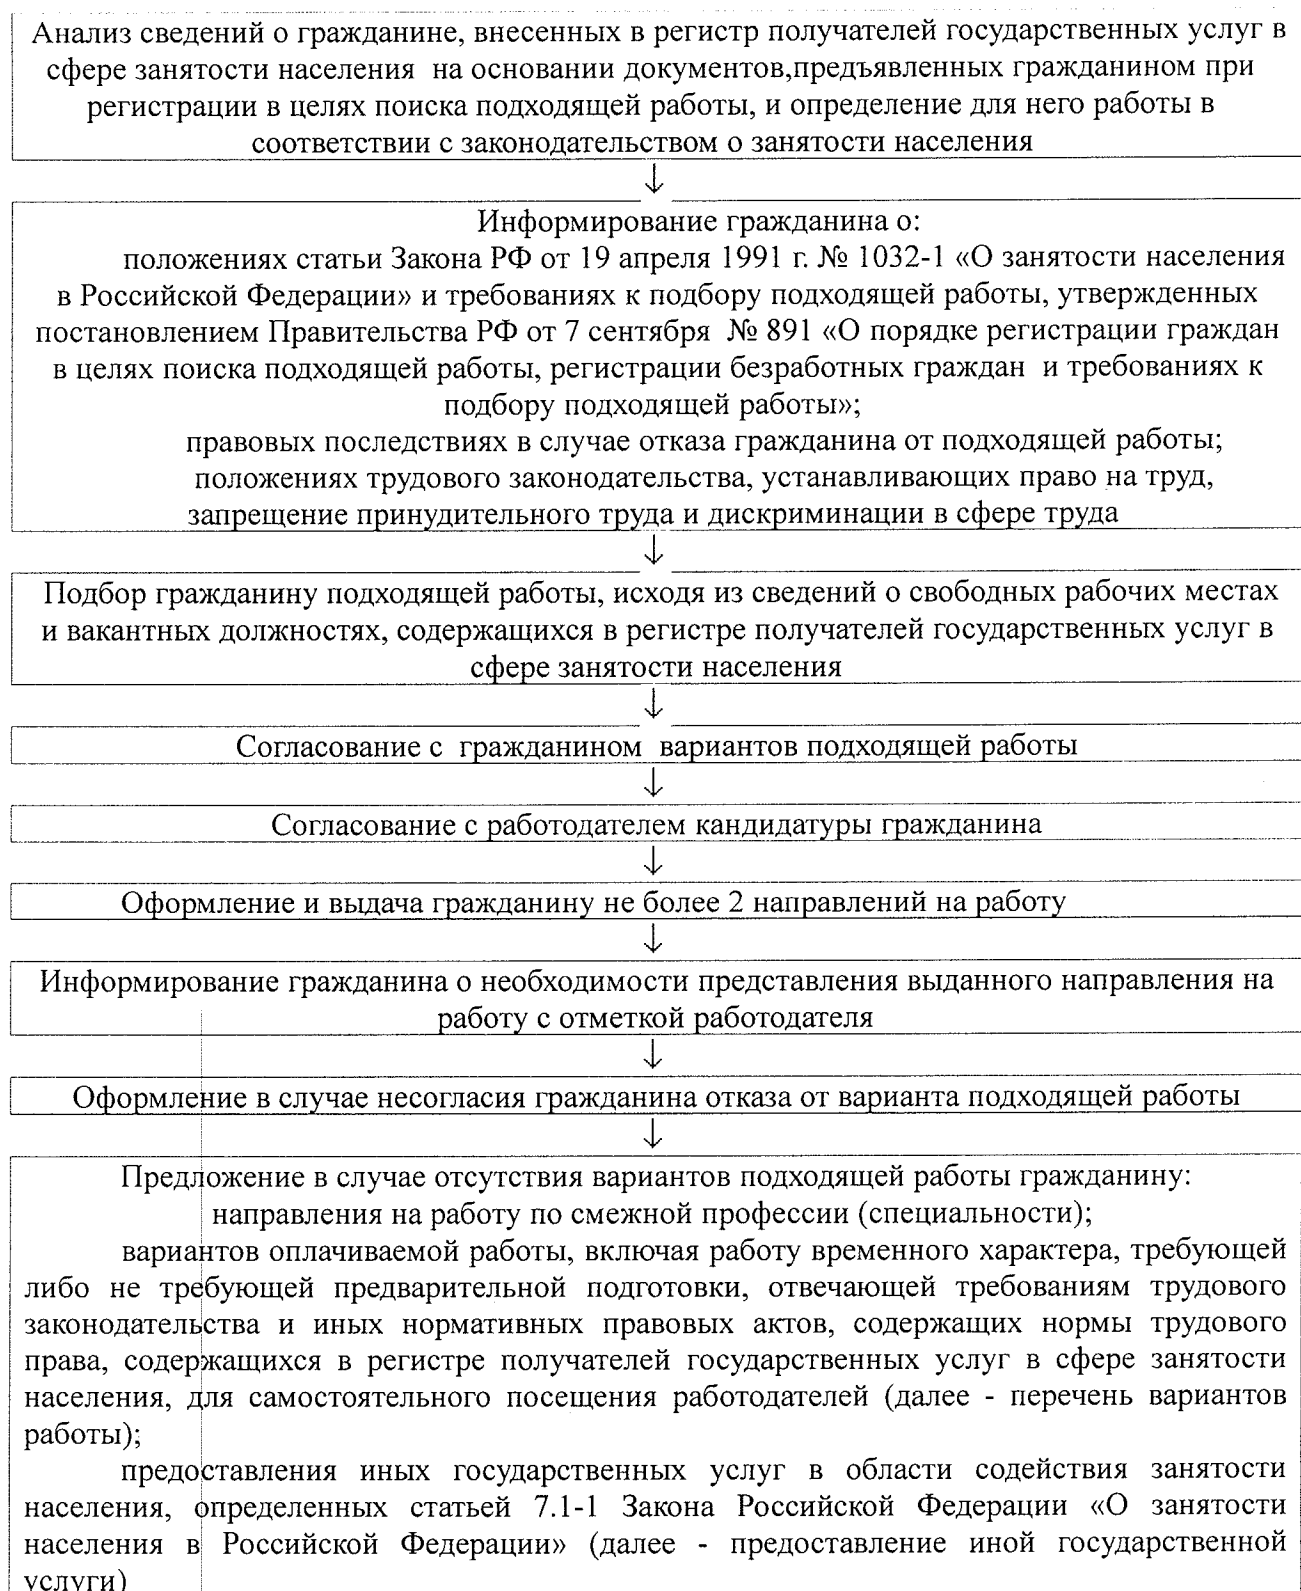 Анализ сведений о гражданине, внесенных в регистр получателей государственных услуг в
сфере занятости населения на основании документов,предъявленных гражданином при
регистрации в целях поиска подходящей работы, и определение для него работы в
соответствии с законодательством о занятости населения
↓
Информирование гражданина о:
положениях статьи Закона РФ от 19 апреля 1991 г. № 1032-1 «О занятости населения
в Российской Федерации» и требованиях к подбору подходящей работы, утвержденных
постановлением Правительства РФ от 7 сентября № 891 «О порядке регистрации граждан
в целях поиска подходящей работы, регистрации безработных граждан и требованиях к
подбору подходящей работы»;
правовых последствиях в случае отказа гражданина от подходящей работы;
положениях трудового законодательства, устанавливающих право на труд,
запрещение принудительного труда и дискриминации в сфере труда
↓
Подбор гражданину подходящей работы, исходя из сведений о свободных рабочих местах
и вакантных должностях, содержащихся в регистре получателей государственных услуг в
сфере занятости населения
↓
Согласование с гражданином вариантов подходящей работы
↓
Согласование с работодателем кандидатуры гражданина
↓
Оформление и выдача гражданину не более 2 направлений на работу
↓
Информирование гражданина о необходимости представления выданного направления на
работу с отметкой работодателя
↓
Оформление в случае несогласия гражданина отказа от варианта подходящей работы
↓
Предложение в случае отсутствия вариантов подходящей работы гражданину:
направления на работу по смежной профессии (специальности);
вариантов оплачиваемой работы, включая работу временного характера, требующей
либо не требующей предварительной подготовки, отвечающей требованиям трудового
законодательства и иных нормативных правовых актов, содержащих нормы трудового
права, содержащихся в регистре получателей государственных услуг в сфере занятости
населения, для самостоятельного посещения работодателей (далее - перечень вариантов
работы);
предоставления иных государственных услуг в области содействия занятости
населения, определенных статьей 7.1-1 Закона Российской Федерации «О занятости
населения в Российской Федерации» (далее - предоставление иной государственной
услуги)